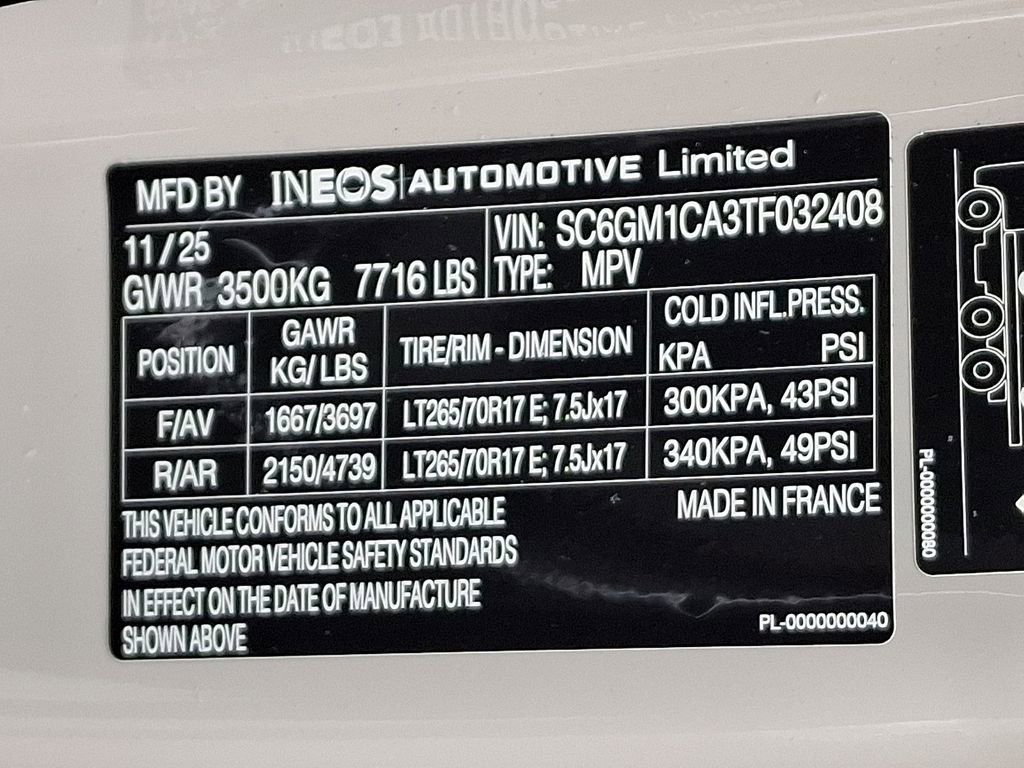 MFD BY INEOS AUTOMOTIVE Limited
11/25
GVWR 3500KG 7716 LBS
VIN: SC6GM1CA3TF032408
TYPE: MPV
POSITION GAWR KG/LBS TIRE/RIM - DIMENSION COLD INFL.PRESS. KPA PSI
F/AV 1667/3697 LT265/70R17 E; 7.5Jx17 300KPA, 43PSI
R/AR 2150/4739 LT265/70R17 E; 7.5Jx17 340KPA, 49PSI
THIS VEHICLE CONFORMS TO ALL APPLICABLE
FEDERAL MOTOR VEHICLE SAFETY STANDARDS
IN EFFECT ON THE DATE OF MANUFACTURE
SHOWN ABOVE
MADE IN FRANCE
PL-0000000040
PL-0000000080